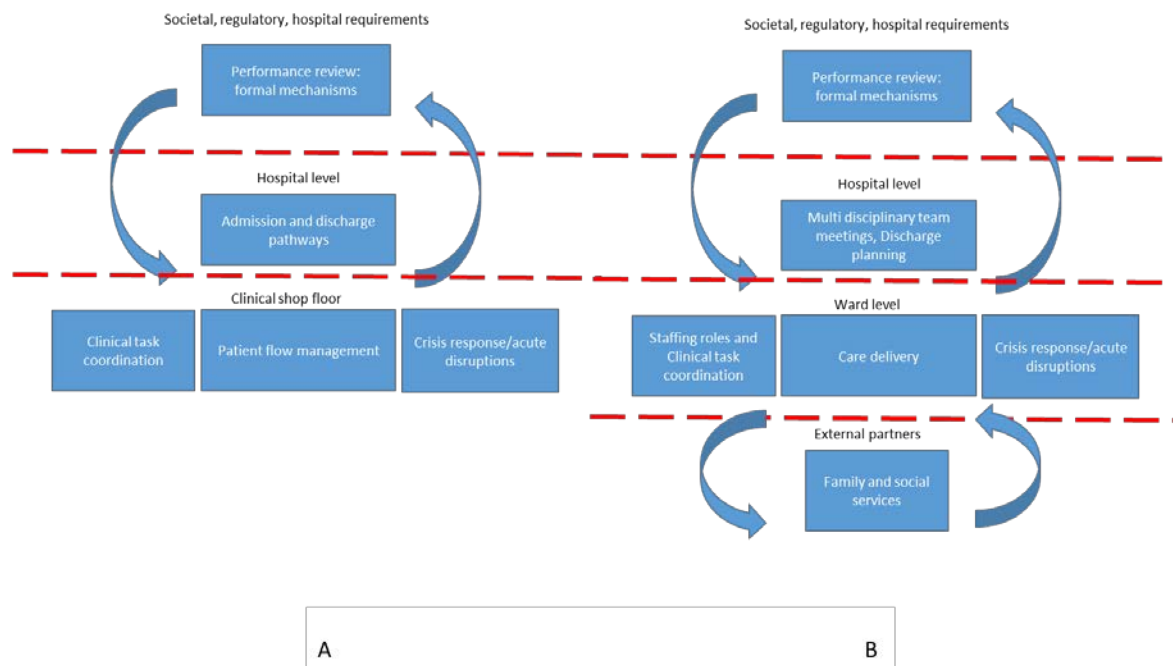 Societal, regulatory, hospital requirements
Performance review:
formal mechanisms
Hospital level
Admission and discharge
pathways
Clinical shop floor
Clinical task
coordination
Patient flow management
Crisis response/acute
disruptions
Societal, regulatory, hospital requirements
Performance review:
formal mechanisms
Hospital level
Multi disciplinary team
meetings, Discharge
planning
Ward level
Staffing roles and
Clinical task
coordination
Care delivery
Crisis response/acute
disruptions
External partners
Family and social
services
A
B